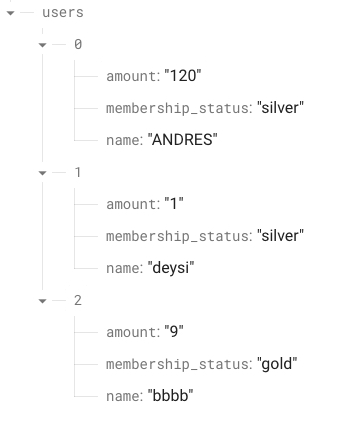 users
0
amount: "120"
membership_status: "silver"
name: "ANDRES"
1
amount: "1"
membership_status: "silver"
name: "deysi"
2
amount: "9"
membership_status: "gold"
name: "bbbb"